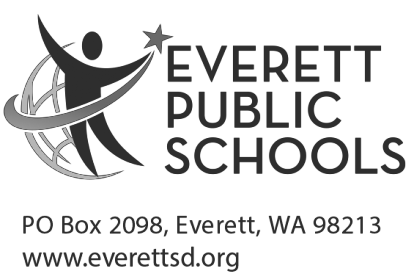 EVERETT
PUBLIC
SCHOOLS
PO Box 2098, Everett, WA 98213
www.everettsd.org